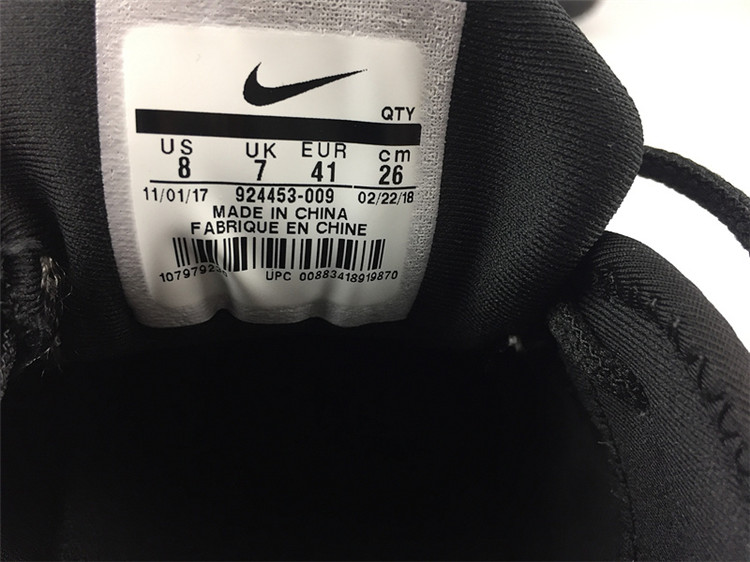 QTY
US UK EUR cm
8 7 41 26
11/01/17 924453-009 02/22/18
MADE IN CHINA
FABRIQUE EN CHINE
UPC 00883418919870